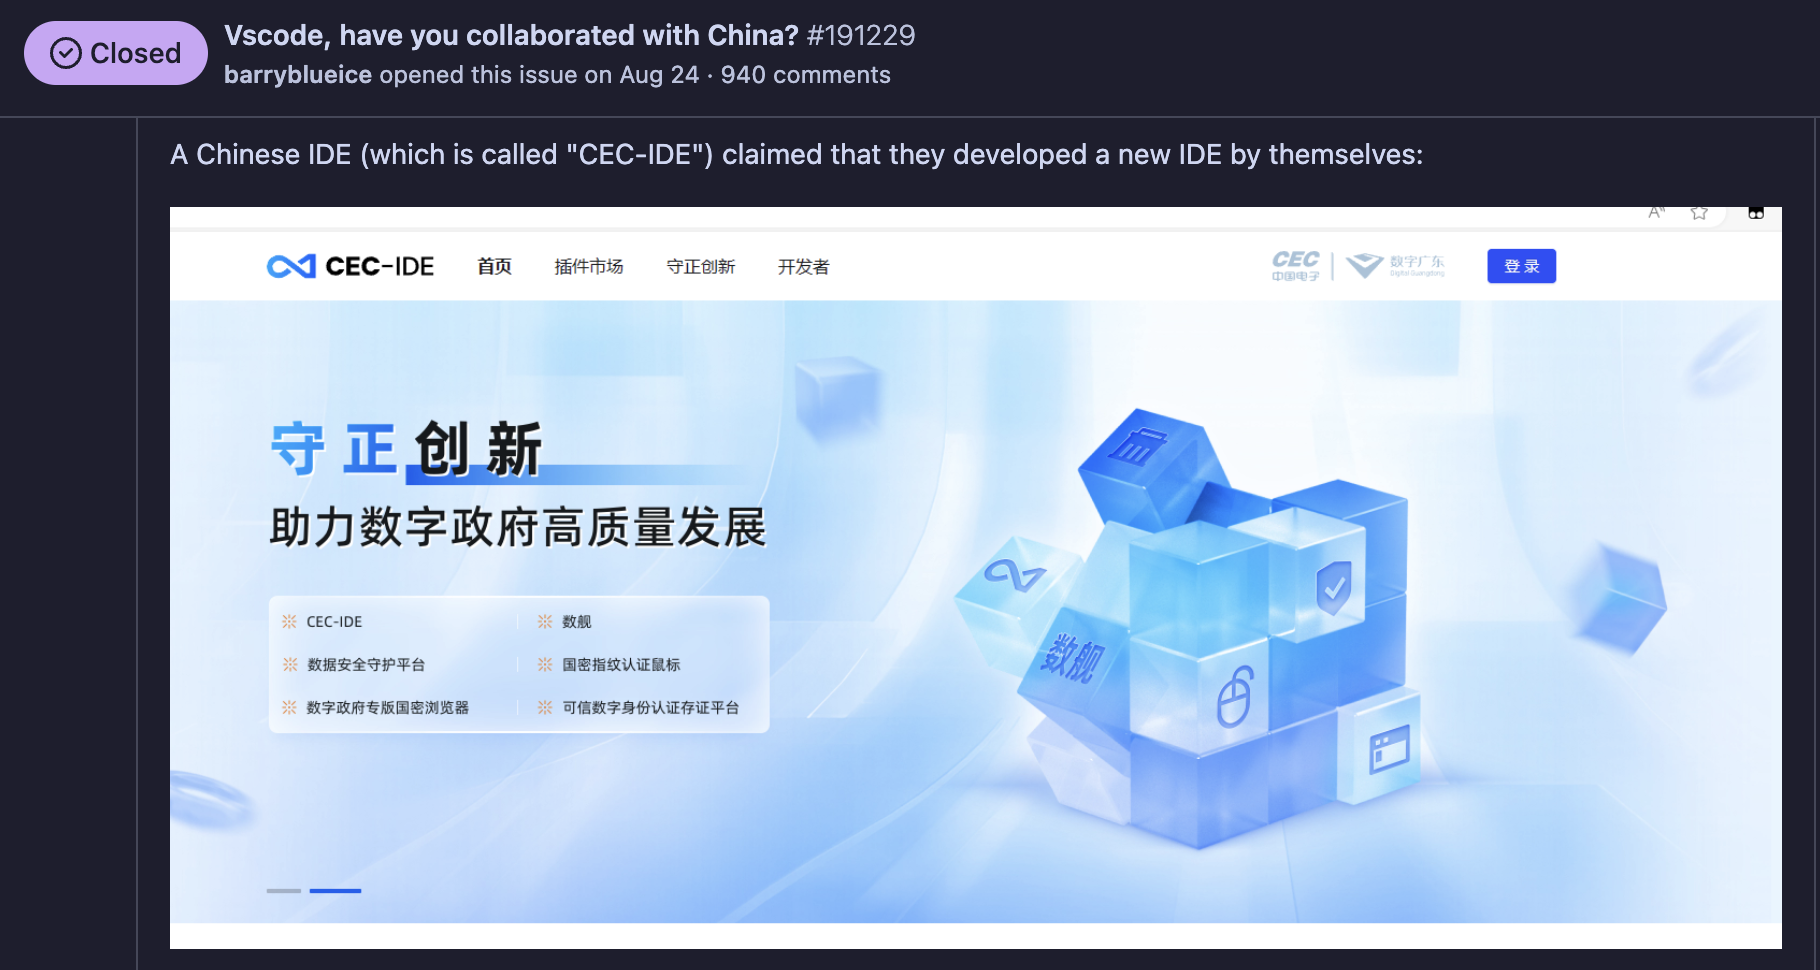 Closed
Vscode, have you collaborated with China? #191229
barryblueice opened this issue on Aug 24 · 940 comments
A Chinese IDE (which is called "CEC-IDE") claimed that they developed a new IDE by themselves:
CEC-IDE 首页 插件市场 守正创新 开发者 CEC 中国电子 数字广东 Digital Guangdong 登录
守正创新
助力数字政府高质量发展
CEC-IDE 数舰
数据安全守护平台 国密指纹认证鼠标
数字政府专版国密浏览器 可信数字身份认证存证平台
数舰